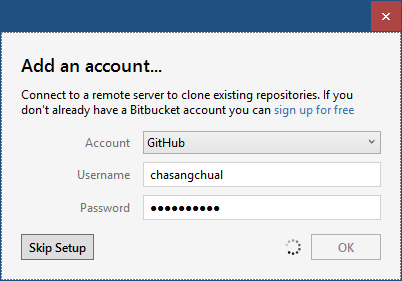 Add an account...
Connect to a remote server to clone existing repositories. If you
don't already have a Bitbucket account you can sign up for free
Account GitHub
Username chasangchual
Password ●●●●●●●●●●
Skip Setup OK